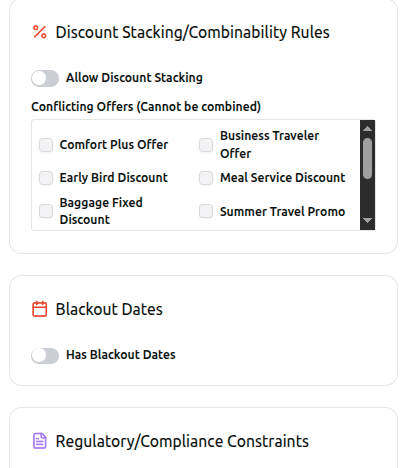 Discount Stacking/Combinability Rules
Allow Discount Stacking
Conflicting Offers (Cannot be combined)
Comfort Plus Offer
Business Traveler
Offer
Early Bird Discount
Meal Service Discount
Baggage Fixed
Discount
Summer Travel Promo
Blackout Dates
Has Blackout Dates
Regulatory/Compliance Constraints